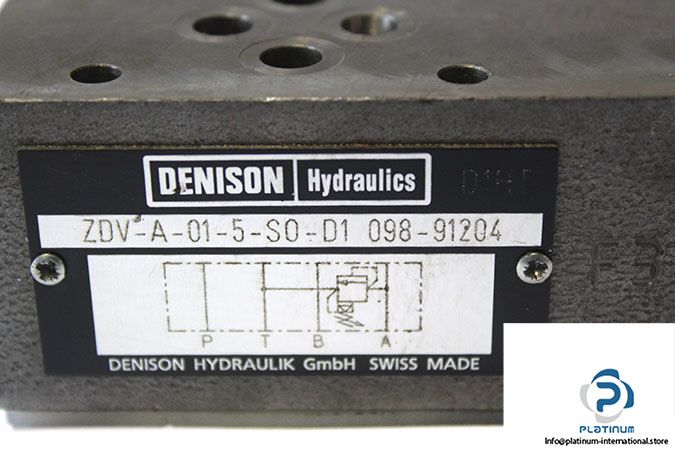 DENISON Hydraulics
ZDV-A-01-5-S0-D1 098-91204
P T B A
DENISON HYDRAULIK GmbH SWISS MADE
F3
PLATINUM
Info@platinum-international.store